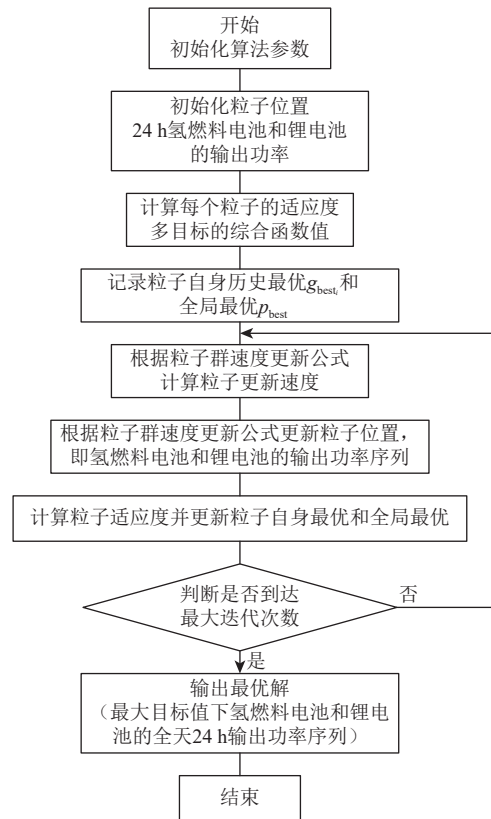 开始
初始化算法参数
初始化粒子位置
24 h氢燃料电池和锂电池
的输出功率
计算每个粒子的适应度
多目标的综合函数值
记录粒子自身历史最优g_{best_i}和
全局最优p_{best}
根据粒子群速度更新公式
计算粒子更新速度
根据粒子群速度更新公式更新粒子位置,
即氢燃料电池和锂电池的输出功率序列
计算粒子适应度并更新粒子自身最优和全局最优
判断是否到达
最大迭代次数
否
是
输出最优解
（最大目标值下氢燃料电池和锂电
池的全天24 h输出功率序列）
结束